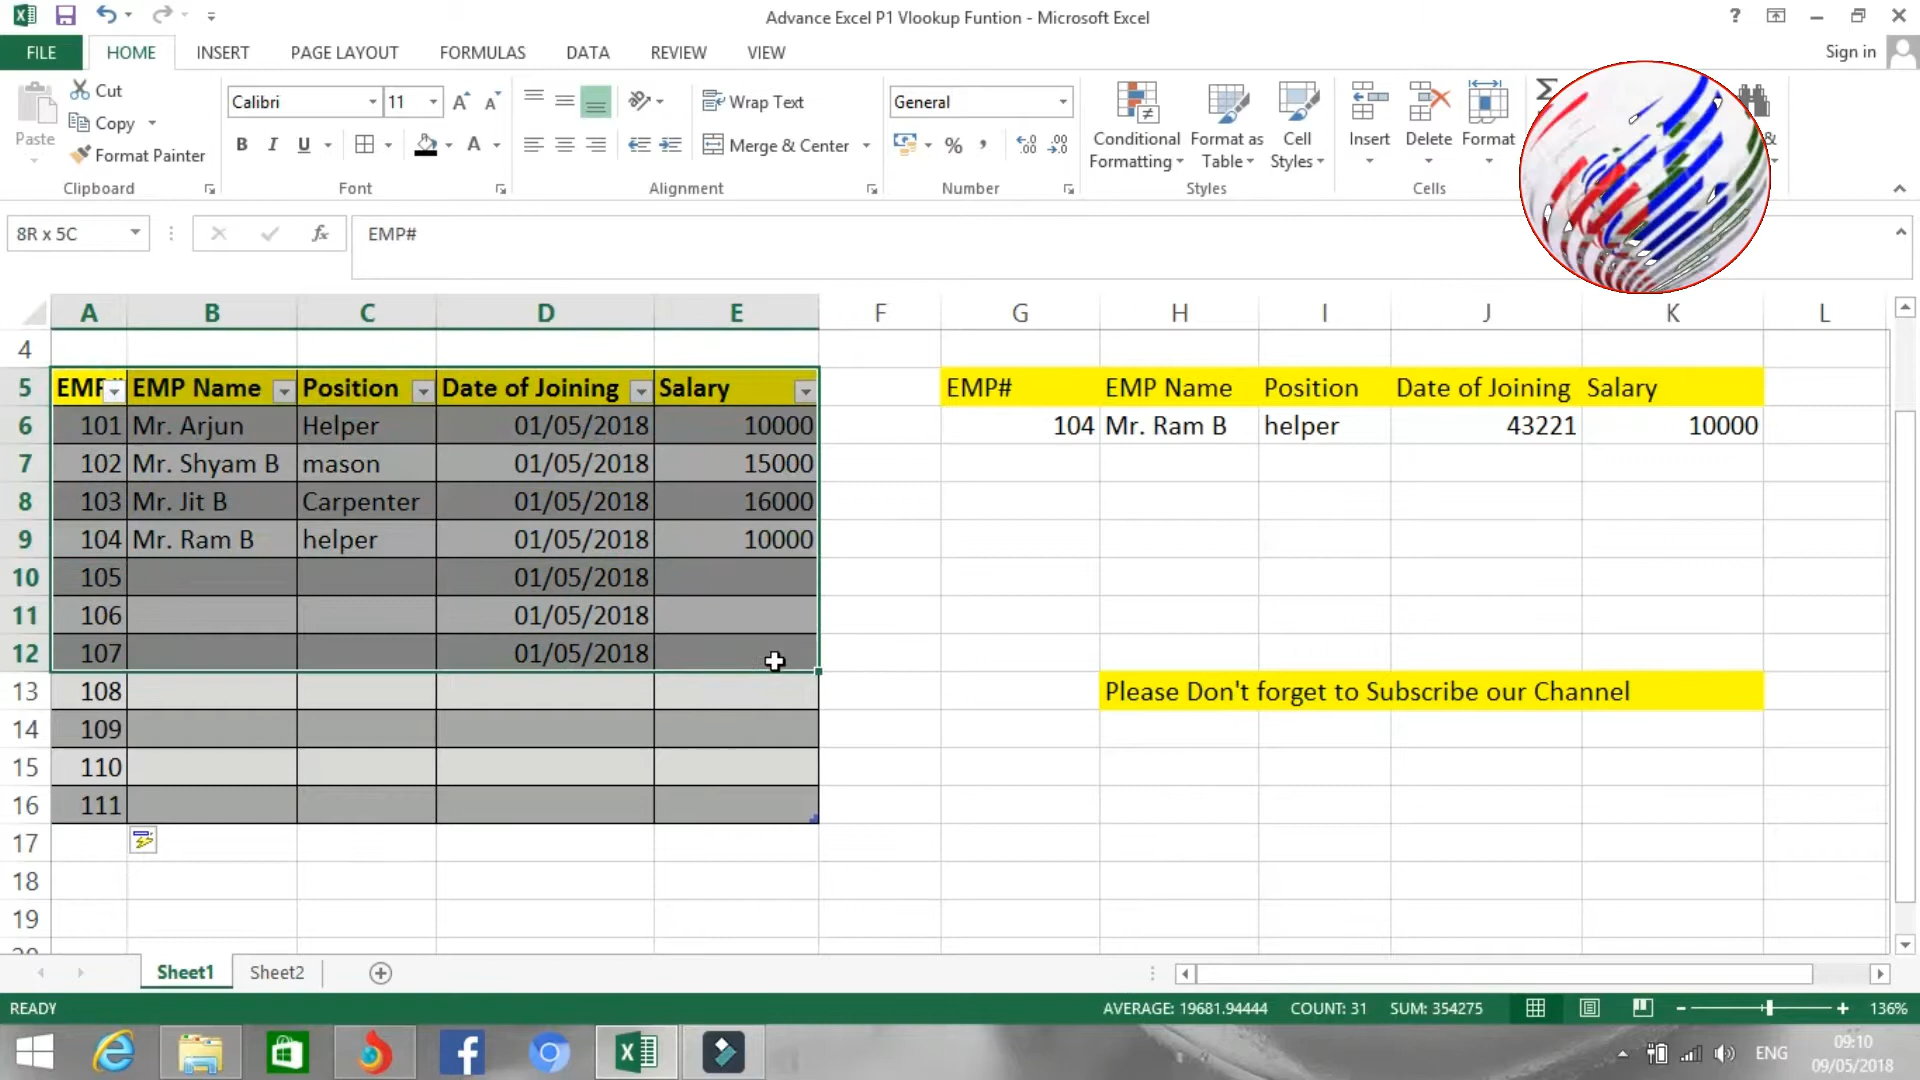 Advance Excel P1 Vlookup Funtion - Microsoft Excel
?
FILE HOME INSERT PAGE LAYOUT FORMULAS DATA REVIEW VIEW Sign in
Paste
Cut
Copy
Format Painter
Clipboard
Calibri 11
B I U
Font
Wrap Text
Merge & Center
Alignment
General
%
Number
Conditional Formatting
Format as Table
Cell Styles
Styles
Insert Delete Format
Cells
Σ
&
8R x 5C fx EMP#
A B C D E F G H I J K L
4
5 EMP# EMP Name Position Date of Joining Salary EMP# EMP Name Position Date of Joining Salary
6 101 Mr. Arjun Helper 01/05/2018 10000 104 Mr. Ram B helper 43221 10000
7 102 Mr. Shyam B mason 01/05/2018 15000
8 103 Mr. Jit B Carpenter 01/05/2018 16000
9 104 Mr. Ram B helper 01/05/2018 10000
10 105 01/05/2018
11 106 01/05/2018
12 107 01/05/2018
13 108 Please Don't forget to Subscribe our Channel
14 109
15 110
16 111
17
18
19
Sheet1 Sheet2
READY AVERAGE: 19681.94444 COUNT: 31 SUM: 354275 136%
ENG 09:10
09/05/2018